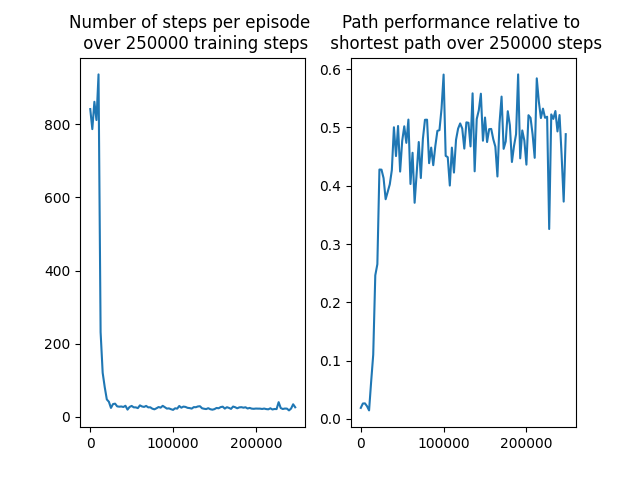 Number of steps per episode
over 250000 training steps
800
600
400
200
0
0 100000 200000
Path performance relative to
shortest path over 250000 steps
0.6
0.5
0.4
0.3
0.2
0.1
0.0
0 100000 200000